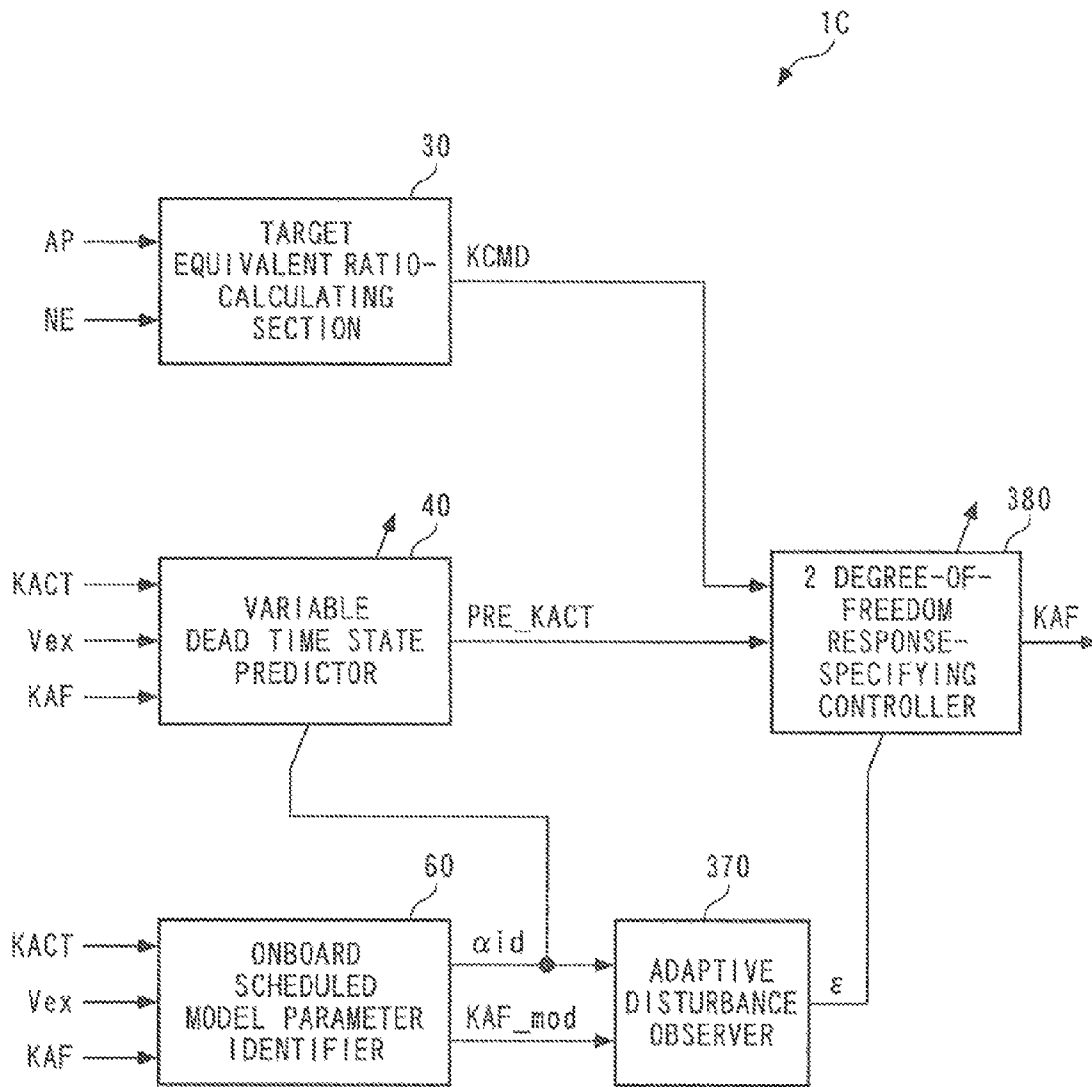 1C
30
AP
NE
TARGET
EQUIVALENT RATIO-
CALCULATING
SECTION
KCMD
40
KACT
Vex
KAF
VARIABLE
DEAD TIME STATE
PREDICTOR
PRE_KACT
380
2 DEGREE-OF-
FREEDOM
RESPONSE-
SPECIFYING
CONTROLLER
KAF
60
KACT
Vex
KAF
ONBOARD
SCHEDULED
MODEL PARAMETER
IDENTIFIER
αid
KAF_mod
370
ADAPTIVE
DISTURBANCE
OBSERVER
ε